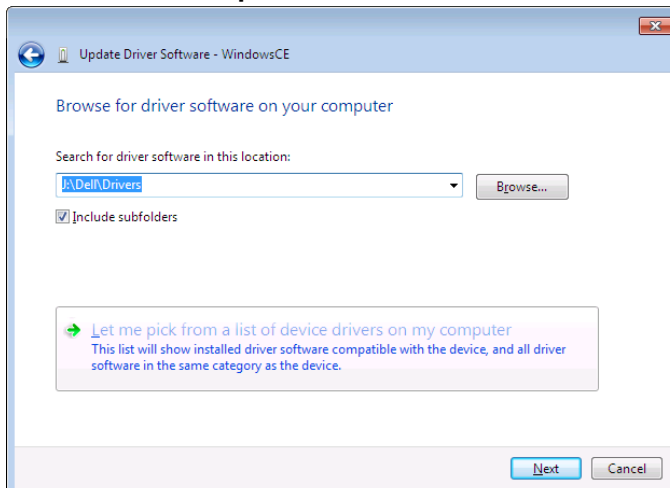 Update Driver Software - WindowsCE
Browse for driver software on your computer
Search for driver software in this location:
J:\Dell\Drivers
Browse...
Include subfolders
Let me pick from a list of device drivers on my computer
This list will show installed driver software compatible with the device, and all driver
software in the same category as the device.
Next Cancel